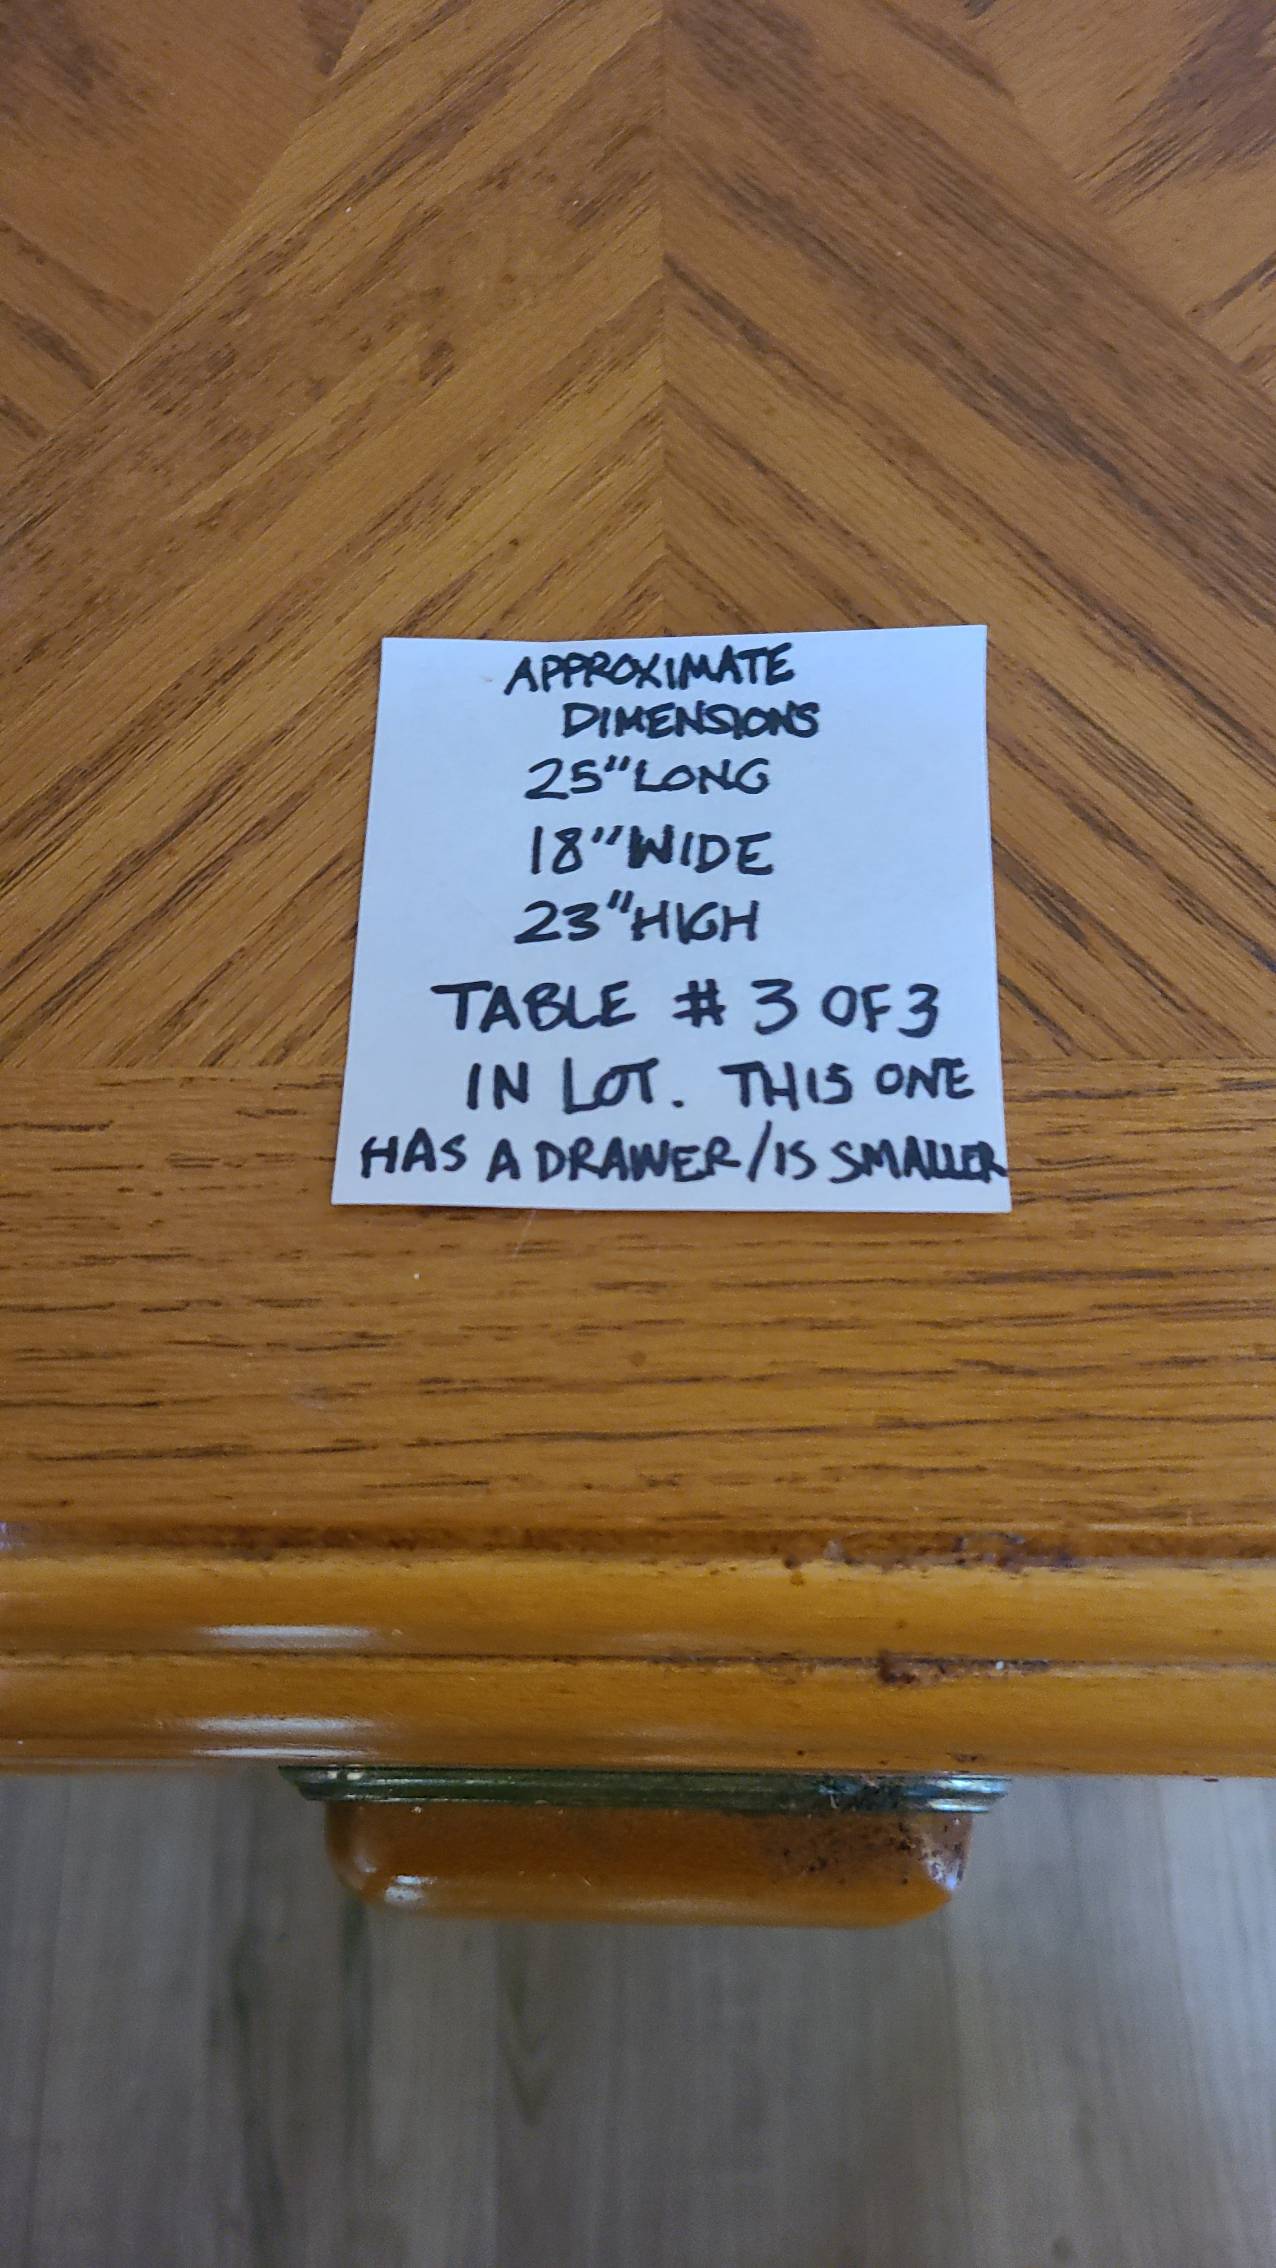 APPROXIMATE
DIMENSIONS
25" LONG
18" WIDE
23" HIGH
TABLE # 3 OF 3
IN LOT. THIS ONE
HAS A DRAWER/IS SMALLER